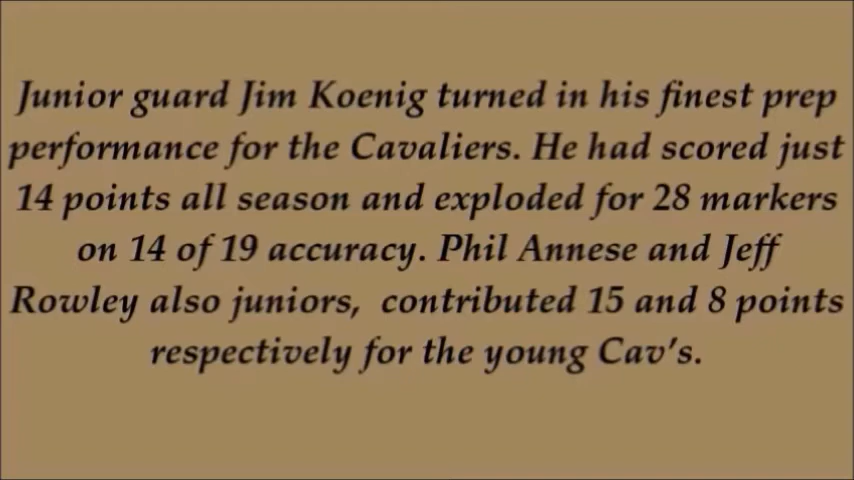 Junior guard Jim Koenig turned in his finest prep
performance for the Cavaliers. He had scored just
14 points all season and exploded for 28 markers
on 14 of 19 accuracy. Phil Annese and Jeff
Rowley also juniors, contributed 15 and 8 points
respectively for the young Cav's.